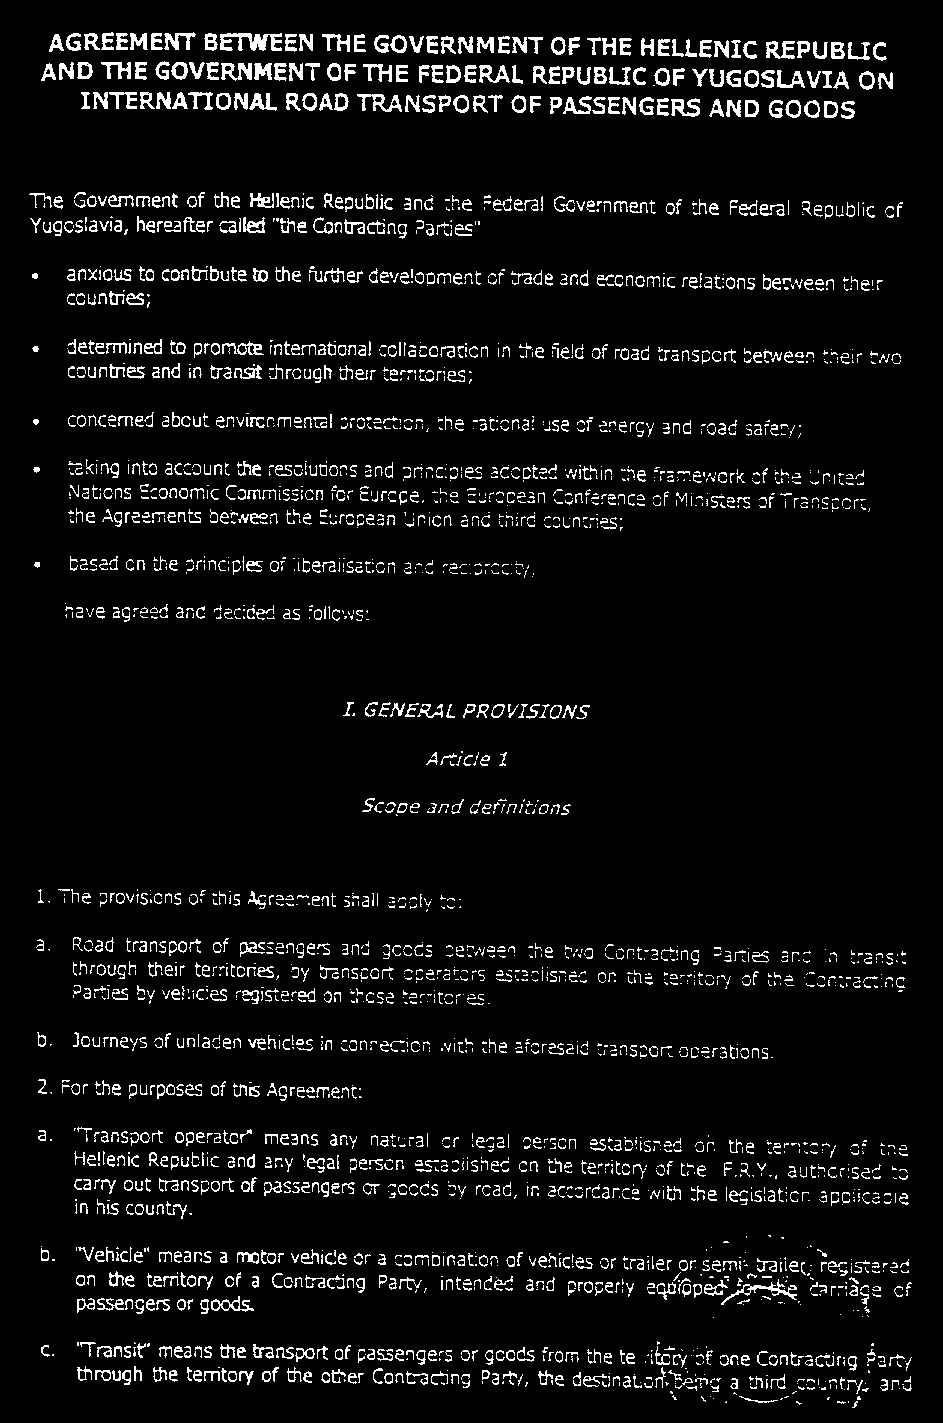 AGREEMENT BETWEEN THE GOVERNMENT OF THE HELLENIC REPUBLIC
AND THE GOVERNMENT OF THE FEDERAL REPUBLIC OF YUGOSLAVIA ON
INTERNATIONAL ROAD TRANSPORT OF PASSENGERS AND GOODS
The Government of the Hellenic Republic and the Federal Government of the Federal Republic of
Yugoslavia, hereafter called "the Contracting Parties"
• anxious to contribute to the further development of trade and economic relations between their
countries;
• determined to promote international collaboration in the field of road transport between their two
countries and in transit through their territories;
• concerned about environmental protection, the rational use of energy and road safety;
• taking into account the resolutions and principles adopted within the framework of the United
Nations Economic Commission for Europe, the European Conference of Ministers of Transport,
the Agreements between the European Union and third countries;
• based on the principles of liberalisation and reciprocity,
have agreed and decided as follows:
I. GENERAL PROVISIONS
Article 1
Scope and definitions
1. The provisions of this Agreement shall apply to:
a. Road transport of passengers and goods between the two Contracting Parties and in transit
through their territories, by transport operators established on the territory of the Contracting
Parties by vehicles registered on those territories.
b. Journeys of unladen vehicles in connection with the aforesaid transport operations.
2. For the purposes of this Agreement:
a. "Transport operator" means any natural or legal person established on the territory of the
Hellenic Republic and any legal person established on the territory of the F.R.Y., authorised to
carry out transport of passengers or goods by road, in accordance with the legislation applicable
in his country.
b. "Vehicle" means a motor vehicle or a combination of vehicles or trailer or semi-trailer, registered
on the territory of a Contracting Party, intended and properly equipped for the carriage of
passengers or goods.
c. "Transit" means the transport of passengers or goods from the territory of one Contracting Party
through the territory of the other Contracting Party, the destination being a third country, and